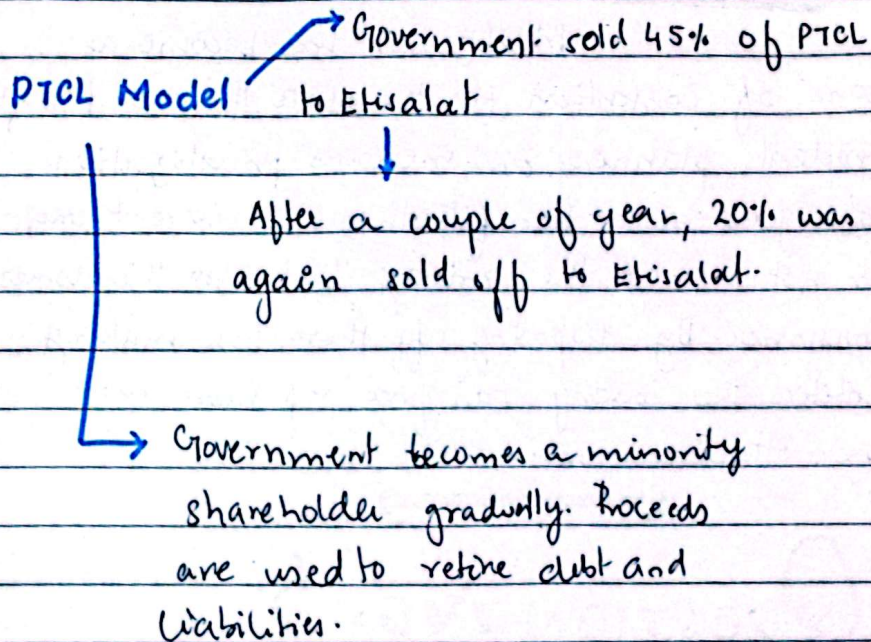 Government sold 45% of PTCL
PTCL Model to Etisalat
After a couple of year, 20% was
again sold off to Etisalat.
Government becomes a minority
shareholder gradually. Proceeds
are used to retire debt and
liabilities.